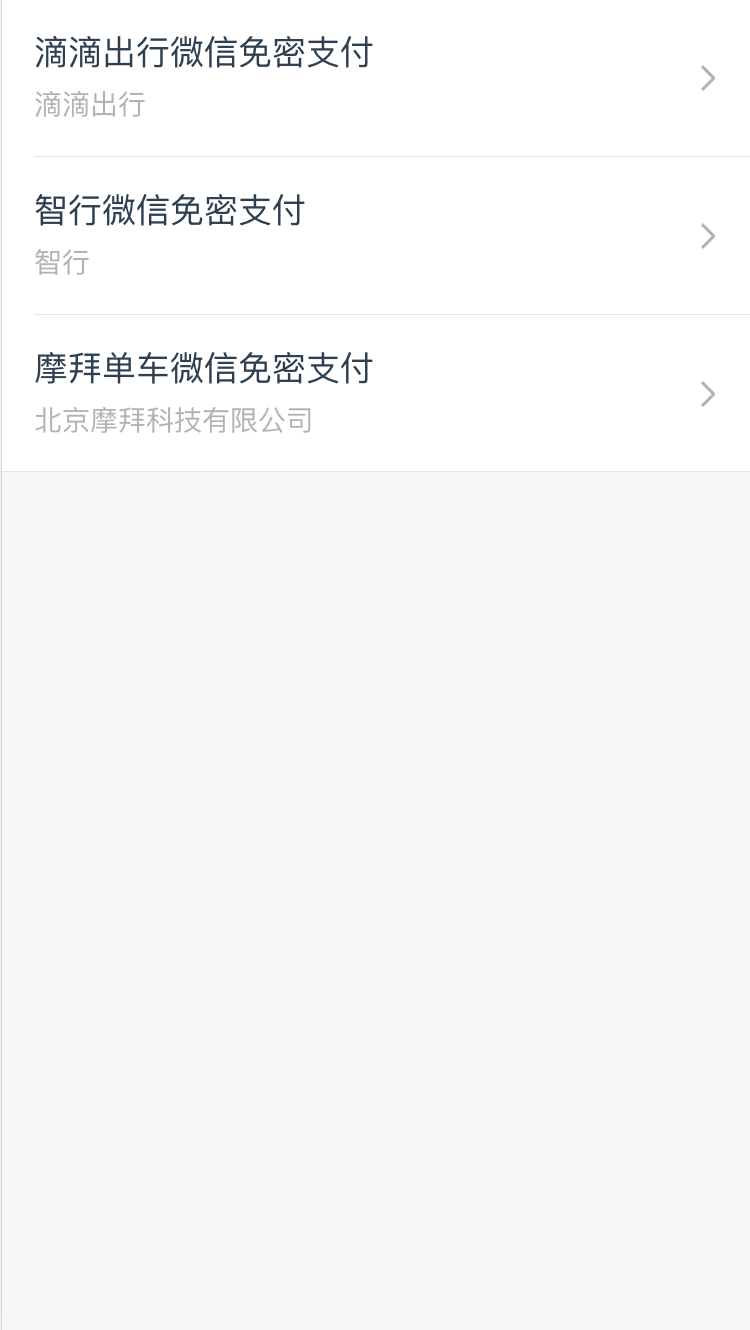 滴滴出行微信免密支付
滴滴出行
智行微信免密支付
智行
摩拜单车微信免密支付
北京摩拜科技有限公司